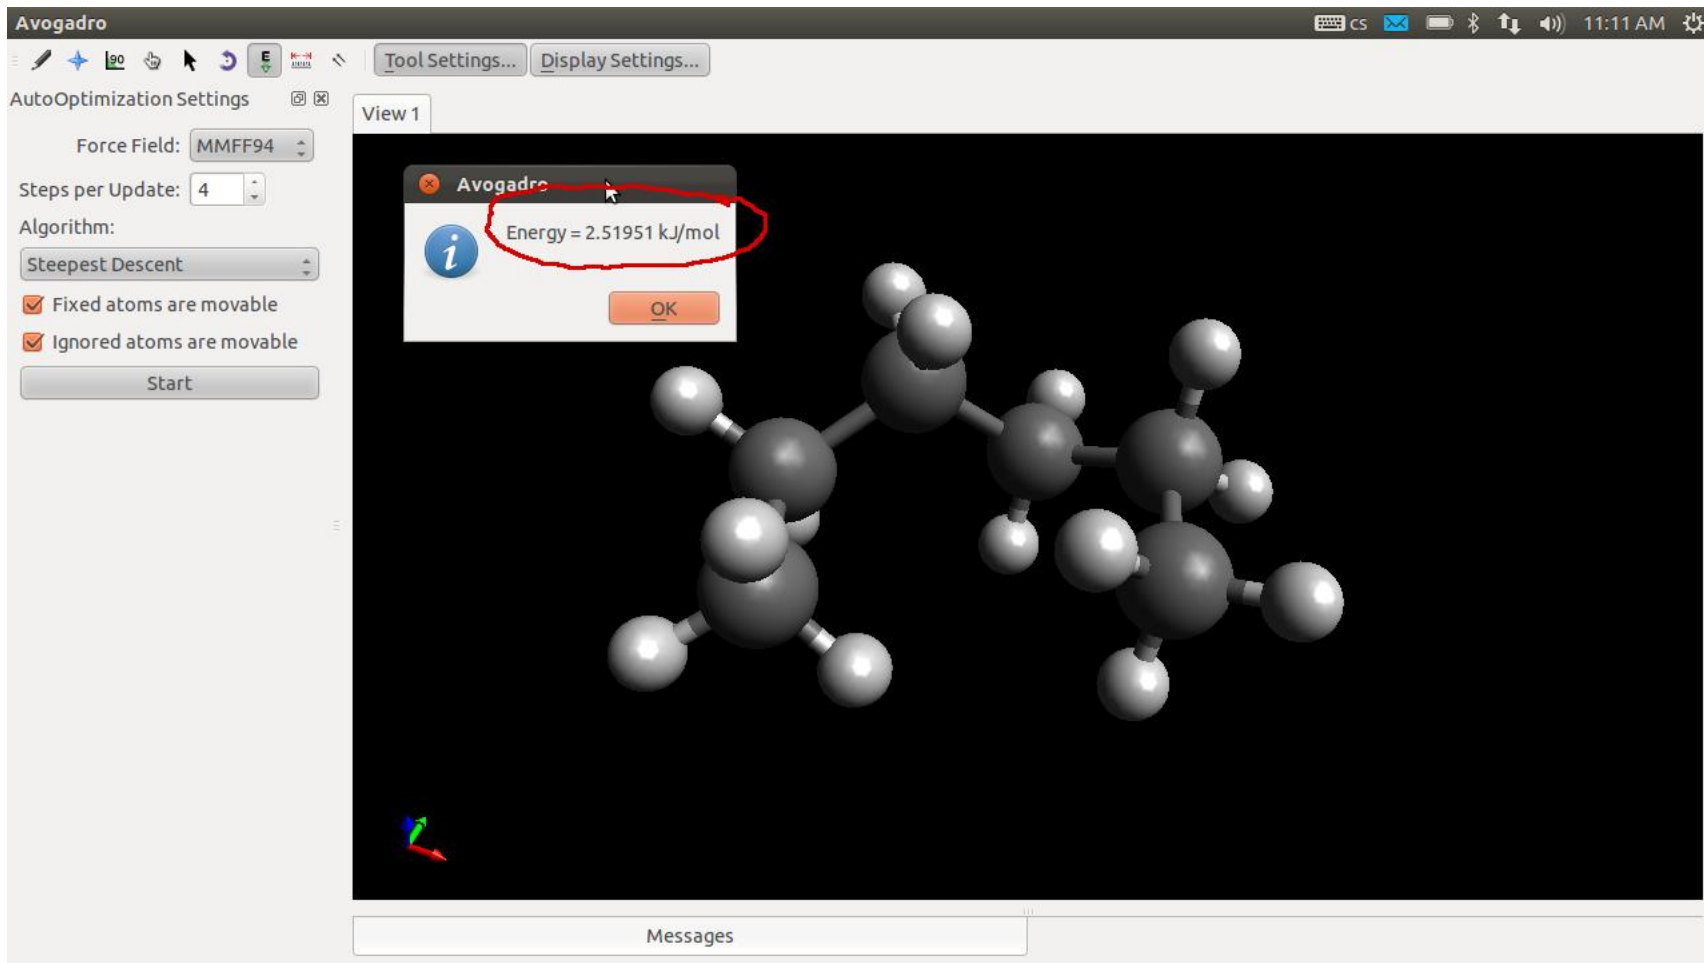 Avogadro
cs
11:11 AM
90
E
Tool Settings...
Display Settings...
AutoOptimization Settings
View 1
Force Field: MMFF94
Steps per Update: 4
Algorithm:
Steepest Descent
Fixed atoms are movable
Ignored atoms are movable
Start
Avogadro
i
Energy = 2.51951 kJ/mol
OK
Messages